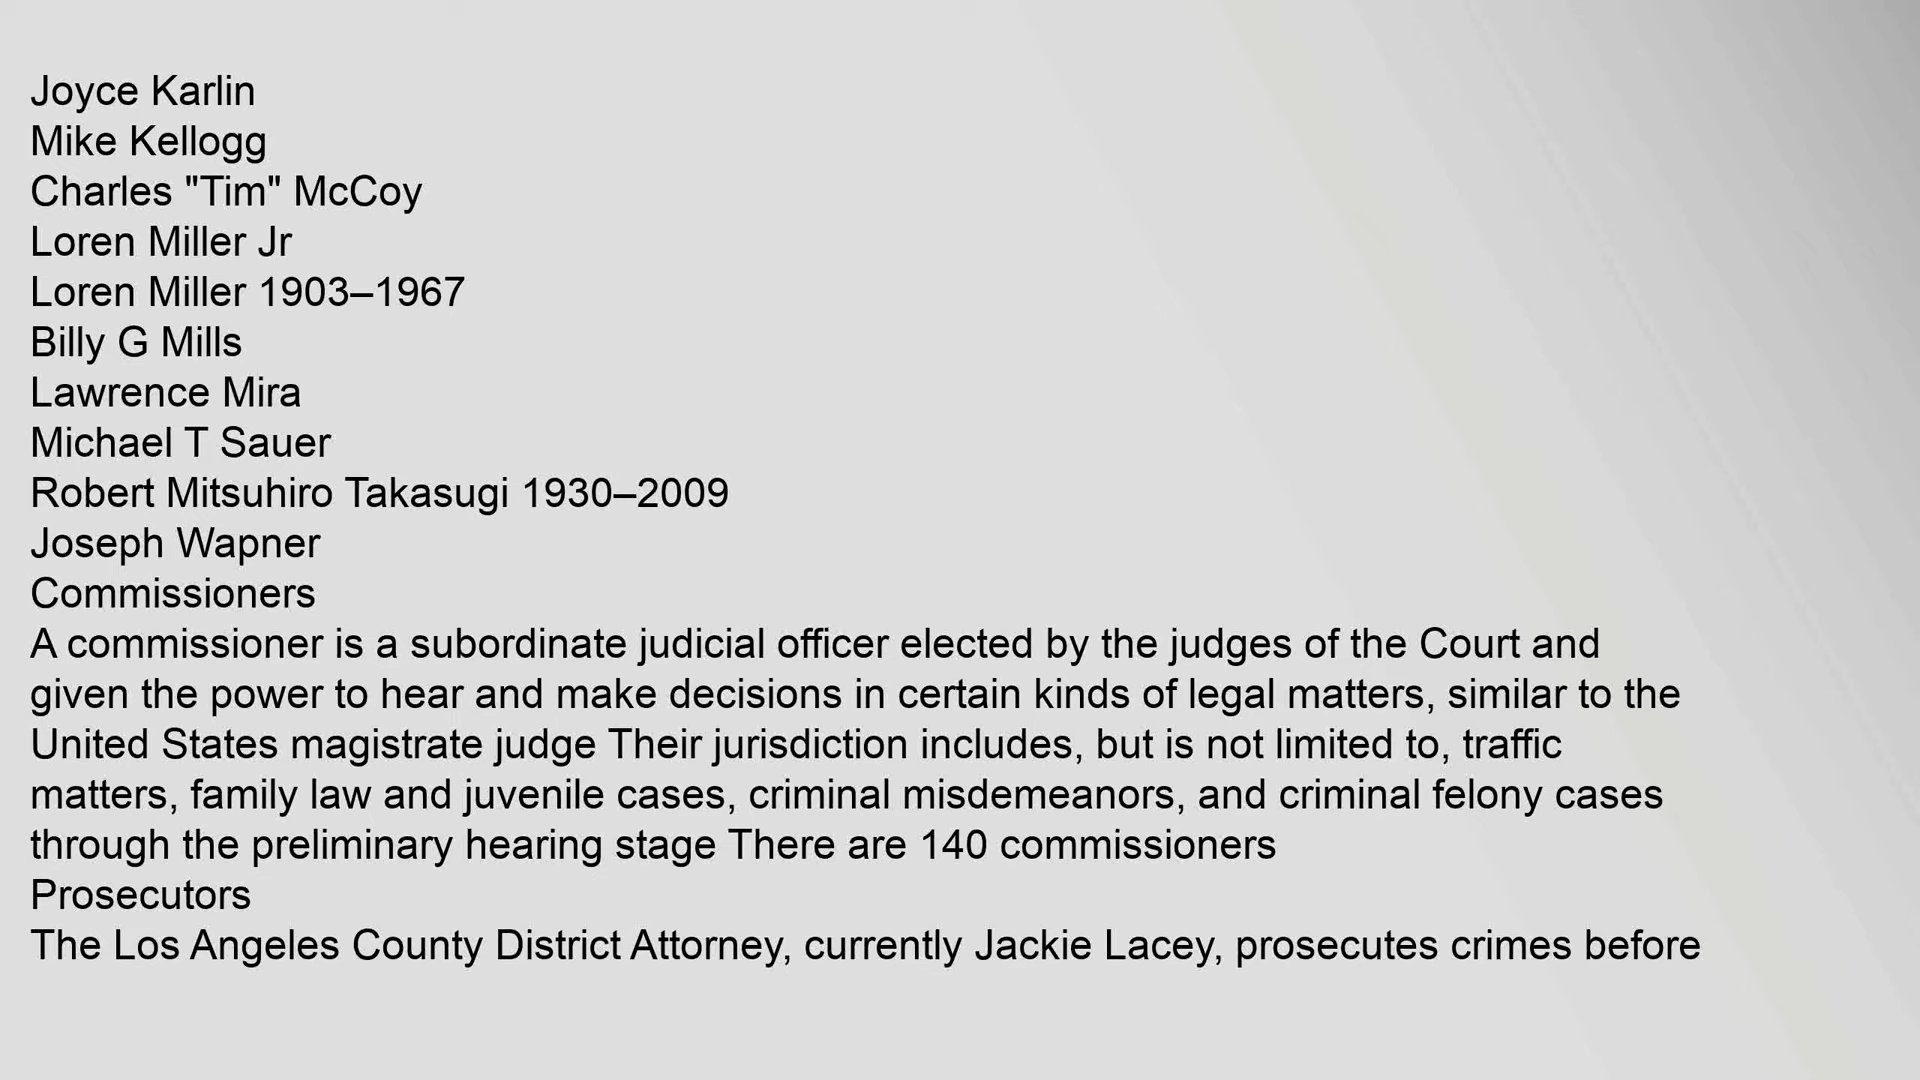 Joyce Karlin
Mike Kellogg
Charles "Tim" McCoy
Loren Miller Jr
Loren Miller 1903–1967
Billy G Mills
Lawrence Mira
Michael T Sauer
Robert Mitsuhiro Takasugi 1930–2009
Joseph Wapner
Commissioners
A commissioner is a subordinate judicial officer elected by the judges of the Court and
given the power to hear and make decisions in certain kinds of legal matters, similar to the
United States magistrate judge Their jurisdiction includes, but is not limited to, traffic
matters, family law and juvenile cases, criminal misdemeanors, and criminal felony cases
through the preliminary hearing stage There are 140 commissioners
Prosecutors
The Los Angeles County District Attorney, currently Jackie Lacey, prosecutes crimes before